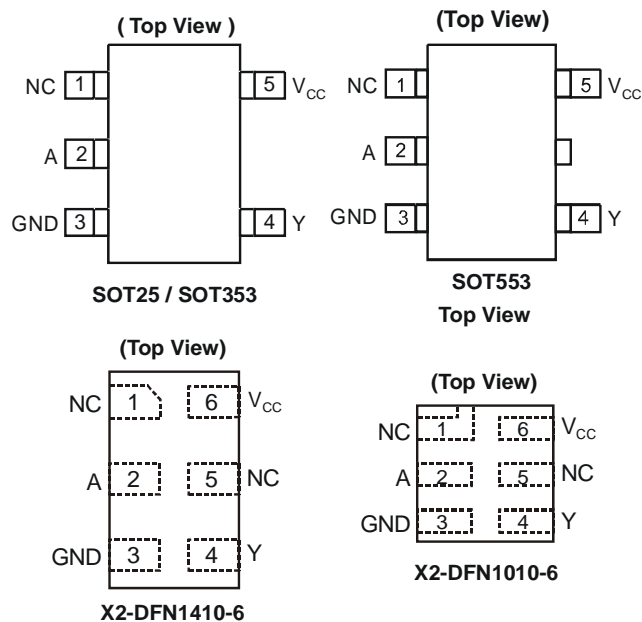 ( Top View )
NC 1 5 VCC
A 2
GND 3 4 Y
SOT25 / SOT353
(Top View)
NC 1 5 VCC
A 2
GND 3 4 Y
SOT553
Top View
(Top View)
NC 1 6 VCC
A 2 5 NC
GND 3 4 Y
X2-DFN1410-6
(Top View)
NC 1 6 VCC
A 2 5 NC
GND 3 4 Y
X2-DFN1010-6